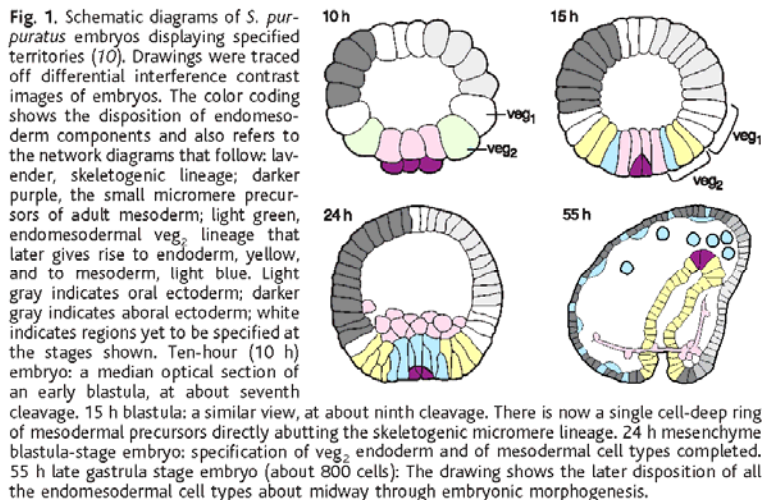 Fig. 1. Schematic diagrams of S. pur-
puratus embryos displaying specified
territories (10). Drawings were traced
off differential interference contrast
images of embryos. The color coding
shows the disposition of endomeso-
derm components and also refers to
the network diagrams that follow: lav-
ender, skeletogenic lineage; darker
purple, the small micromere precur-
sors of adult mesoderm; light green,
endomesodermal veg2 lineage that
later gives rise to endoderm, yellow,
and to mesoderm, light blue. Light
gray indicates oral ectoderm; darker
gray indicates aboral ectoderm; white
indicates regions yet to be specified at
the stages shown. Ten-hour (10 h)
embryo: a median optical section of
an early blastula, at about seventh
cleavage. 15 h blastula: a similar view, at about ninth cleavage. There is now a single cell-deep ring
of mesodermal precursors directly abutting the skeletogenic micromere lineage. 24 h mesenchyme
blastula-stage embryo: specification of veg2 endoderm and of mesodermal cell types completed.
55 h late gastrula stage embryo (about 800 cells): The drawing shows the later disposition of all
the endomesodermal cell types about midway through embryonic morphogenesis.
10 h
veg1
veg2
15 h
veg1
veg2
24 h
55 h